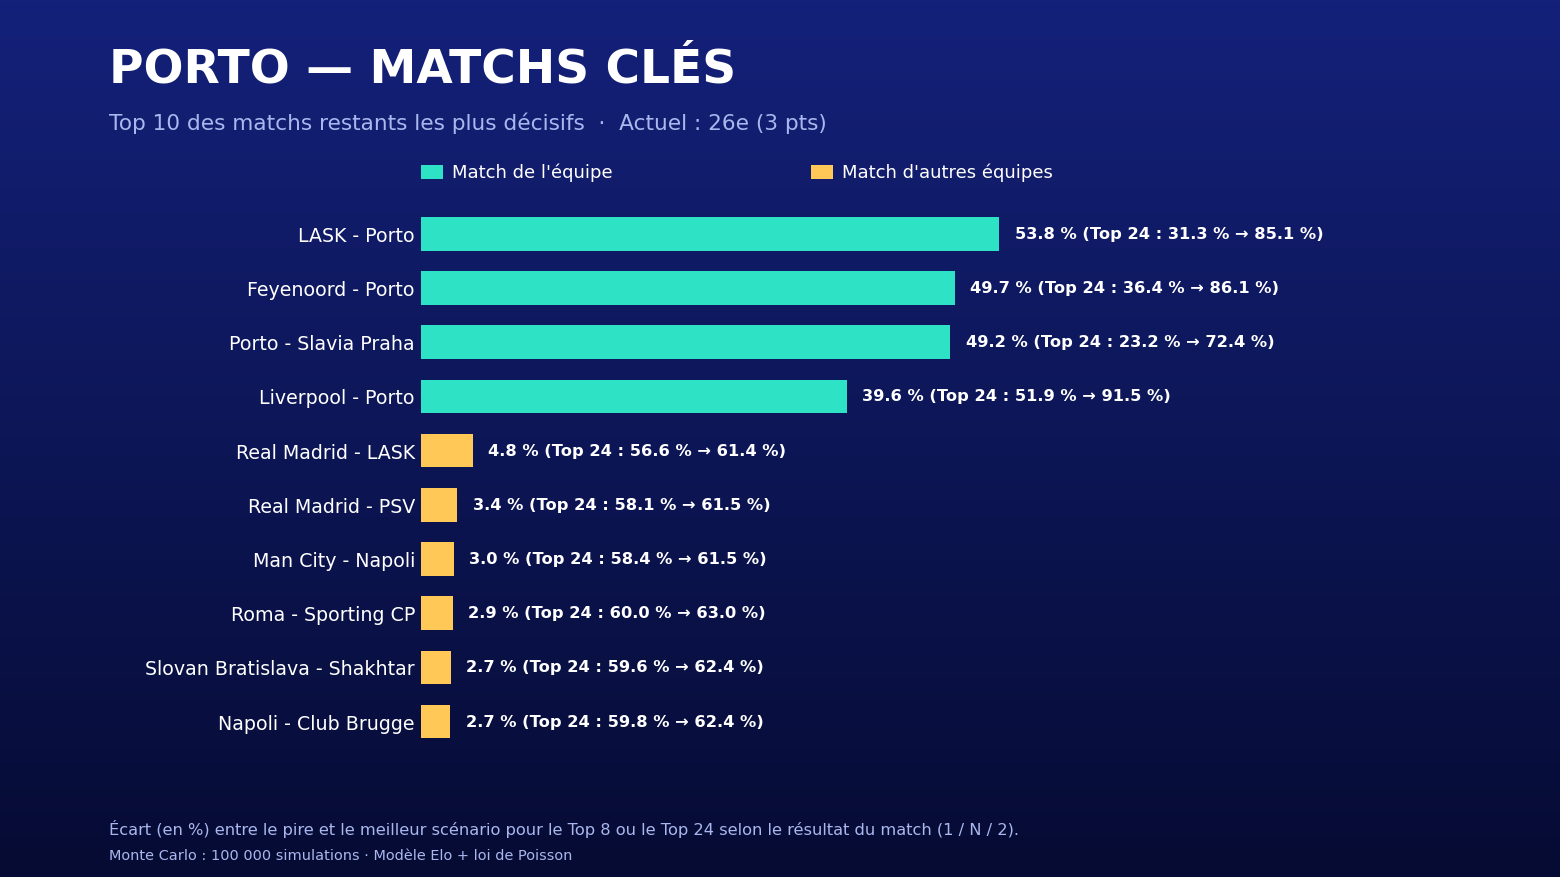 PORTO — MATCHS CLÉS
Top 10 des matchs restants les plus décisifs · Actuel : 26e (3 pts)
Match de l'équipe
Match d'autres équipes
LASK - Porto
53.8 % (Top 24 : 31.3 % → 85.1 %)
Feyenoord - Porto
49.7 % (Top 24 : 36.4 % → 86.1 %)
Porto - Slavia Praha
49.2 % (Top 24 : 23.2 % → 72.4 %)
Liverpool - Porto
39.6 % (Top 24 : 51.9 % → 91.5 %)
Real Madrid - LASK
4.8 % (Top 24 : 56.6 % → 61.4 %)
Real Madrid - PSV
3.4 % (Top 24 : 58.1 % → 61.5 %)
Man City - Napoli
3.0 % (Top 24 : 58.4 % → 61.5 %)
Roma - Sporting CP
2.9 % (Top 24 : 60.0 % → 63.0 %)
Slovan Bratislava - Shakhtar
2.7 % (Top 24 : 59.6 % → 62.4 %)
Napoli - Club Brugge
2.7 % (Top 24 : 59.8 % → 62.4 %)
Écart (en %) entre le pire et le meilleur scénario pour le Top 8 ou le Top 24 selon le résultat du match (1 / N / 2).
Monte Carlo : 100 000 simulations · Modèle Elo + loi de Poisson